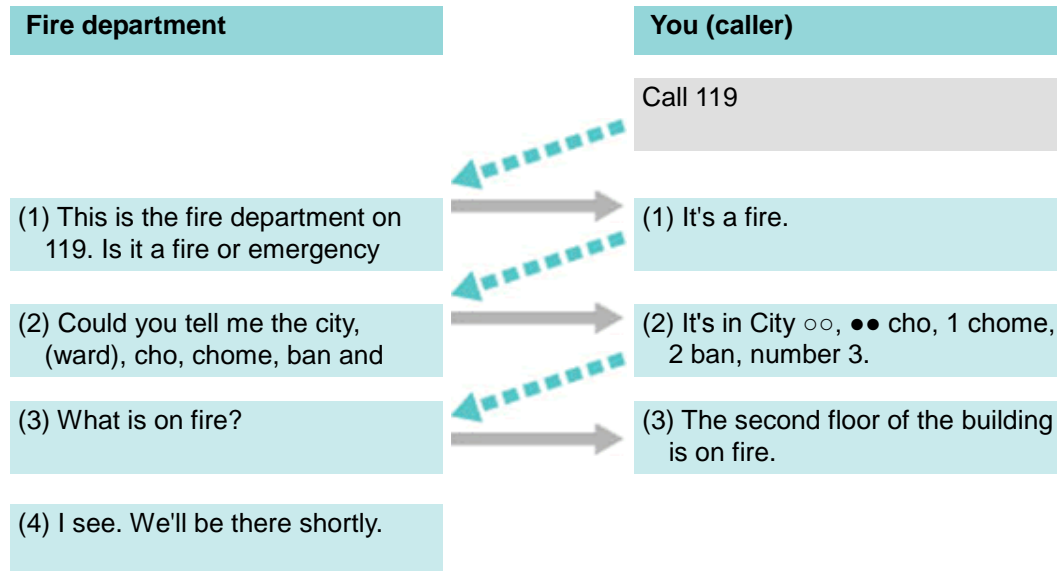 Fire department
You (caller)
Call 119
(1) This is the fire department on
119. Is it a fire or emergency
(1) It's a fire.
(2) Could you tell me the city,
(ward), cho, chome, ban and
(2) It's in City ○○, ●● cho, 1 chome,
2 ban, number 3.
(3) What is on fire?
(3) The second floor of the building
is on fire.
(4) I see. We'll be there shortly.